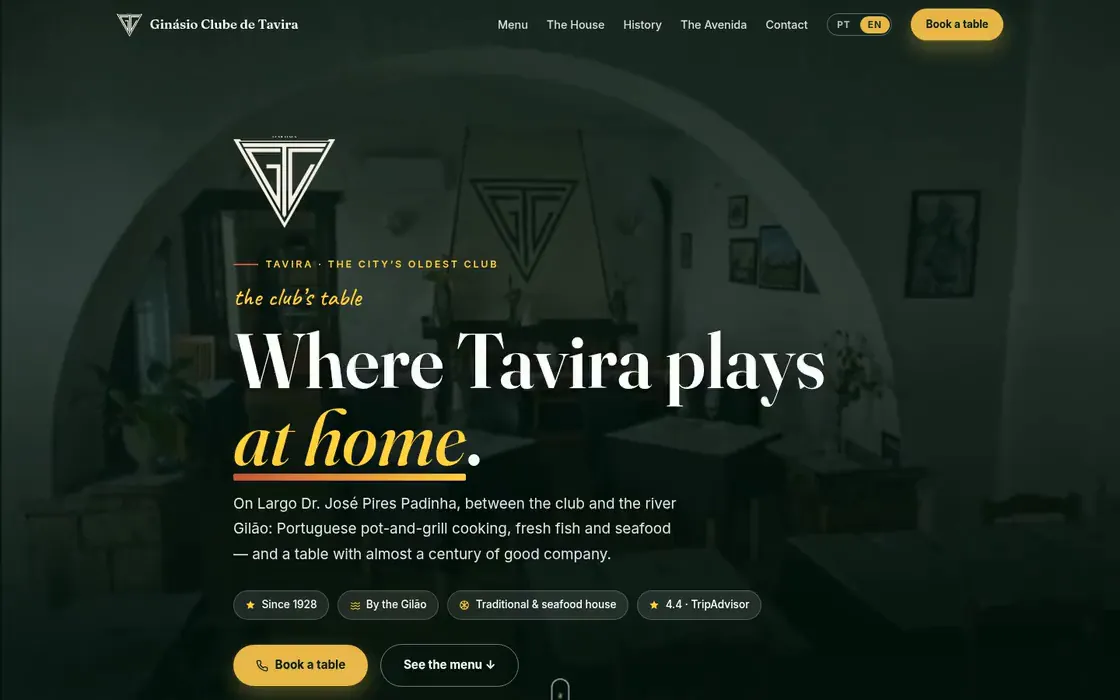 Ginásio Clube de Tavira
Menu
The House
History
The Avenida
Contact
PT
EN
Book a table
GTC
GTC
TAVIRA · THE CITY'S OLDEST CLUB
the club's table
Where Tavira plays
at home.
On Largo Dr. José Pires Padinha, between the club and the river
Gilão: Portuguese pot-and-grill cooking, fresh fish and seafood
— and a table with almost a century of good company.
Since 1928
By the Gilão
Traditional & seafood house
4.4 · TripAdvisor
Book a table
See the menu ↓